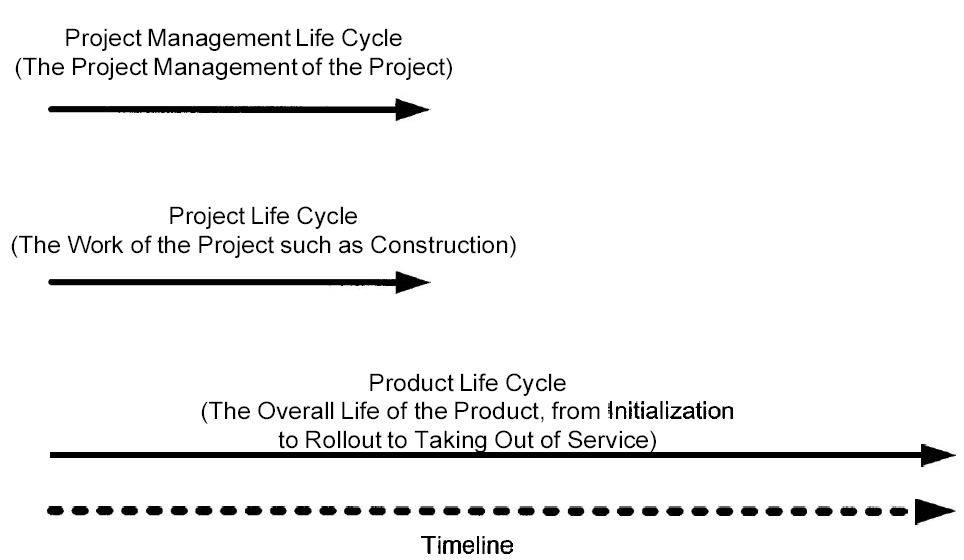 Project Management Life Cycle
(The Project Management of the Project)
Project Life Cycle
(The Work of the Project such as Construction)
Product Life Cycle
(The Overall Life of the Product, from Initialization
to Rollout to Taking Out of Service)
Timeline